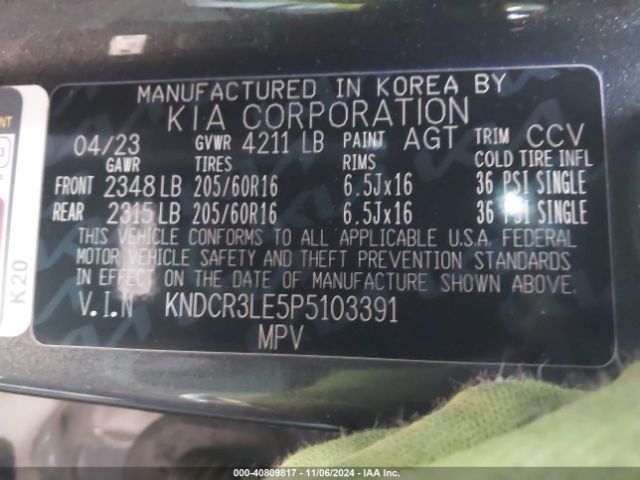 MANUFACTURED IN KOREA BY
KIA CORPORATION
04/23 GVWR 4211 LB PAINT AGT TRIM CCV
GAWR TIRES RIMS COLD TIRE INFL
FRONT 2348 LB 205/60R16 6.5Jx16 36 PSI SINGLE
REAR 2315 LB 205/60R16 6.5Jx16 36 PSI SINGLE
THIS VEHICLE CONFORMS TO ALL APPLICABLE U.S.A. FEDERAL
MOTOR VEHICLE SAFETY AND THEFT PREVENTION STANDARDS
IN EFFECT ON THE DATE OF MANUFACTURE SHOWN ABOVE.
V.I.N KNDCR3LE5P5103391
MPV
K20
000-40809817 - 11/06/2024 - IAA Inc.